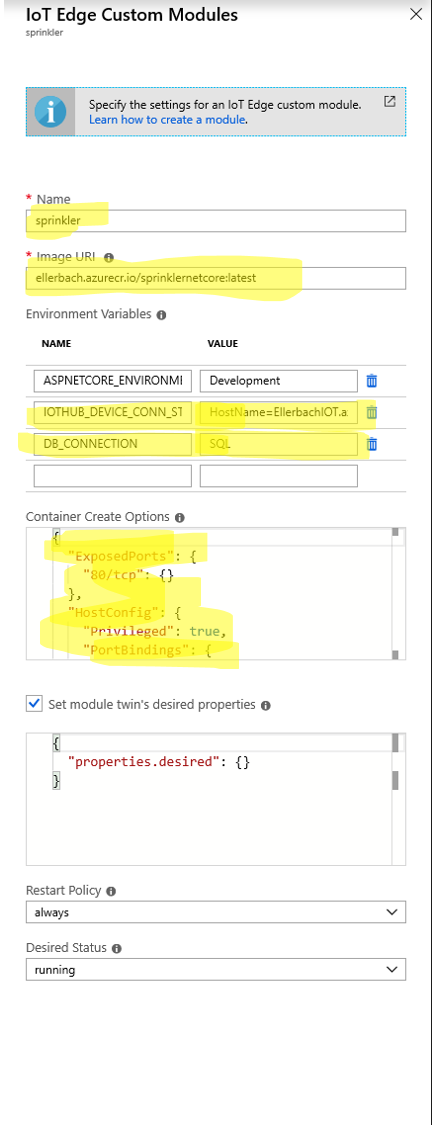 IoT Edge Custom Modules
sprinkler
Specify the settings for an IoT Edge custom module.
Learn how to create a module.
* Name
sprinkler
* Image URI
ellerbach.azurecr.io/sprinklernetcore:latest
Environment Variables
NAME VALUE
ASPNETCORE_ENVIRONMI Development
IOTHUB_DEVICE_CONN_ST HostName=EllerbachIOT.a
DB_CONNECTION SQL
Container Create Options
{
"ExposedPorts": {
"80/tcp": {}
},
"HostConfig": {
"Privileged": true,
"PortBindings": {
Set module twin's desired properties
{
"properties.desired": {}
}
Restart Policy
always
Desired Status
running